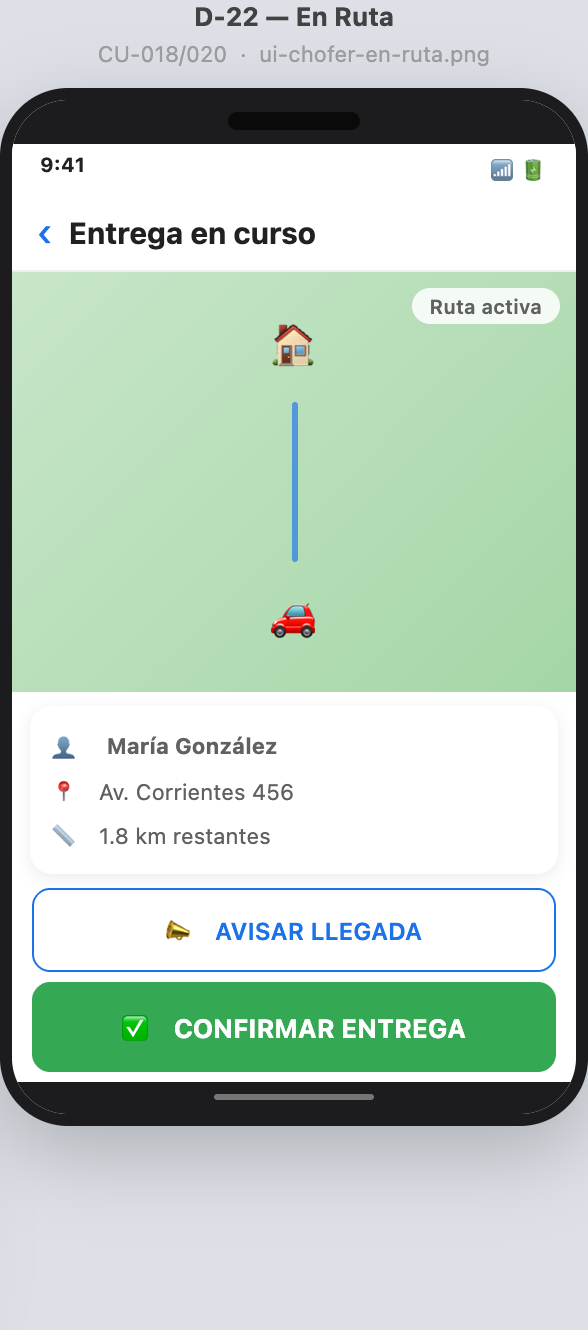 D-22 — En Ruta
CU-018/020 · ui-chofer-en-ruta.png
9:41
‹ Entrega en curso
Ruta activa
María González
Av. Corrientes 456
1.8 km restantes
AVISAR LLEGADA
CONFIRMAR ENTREGA